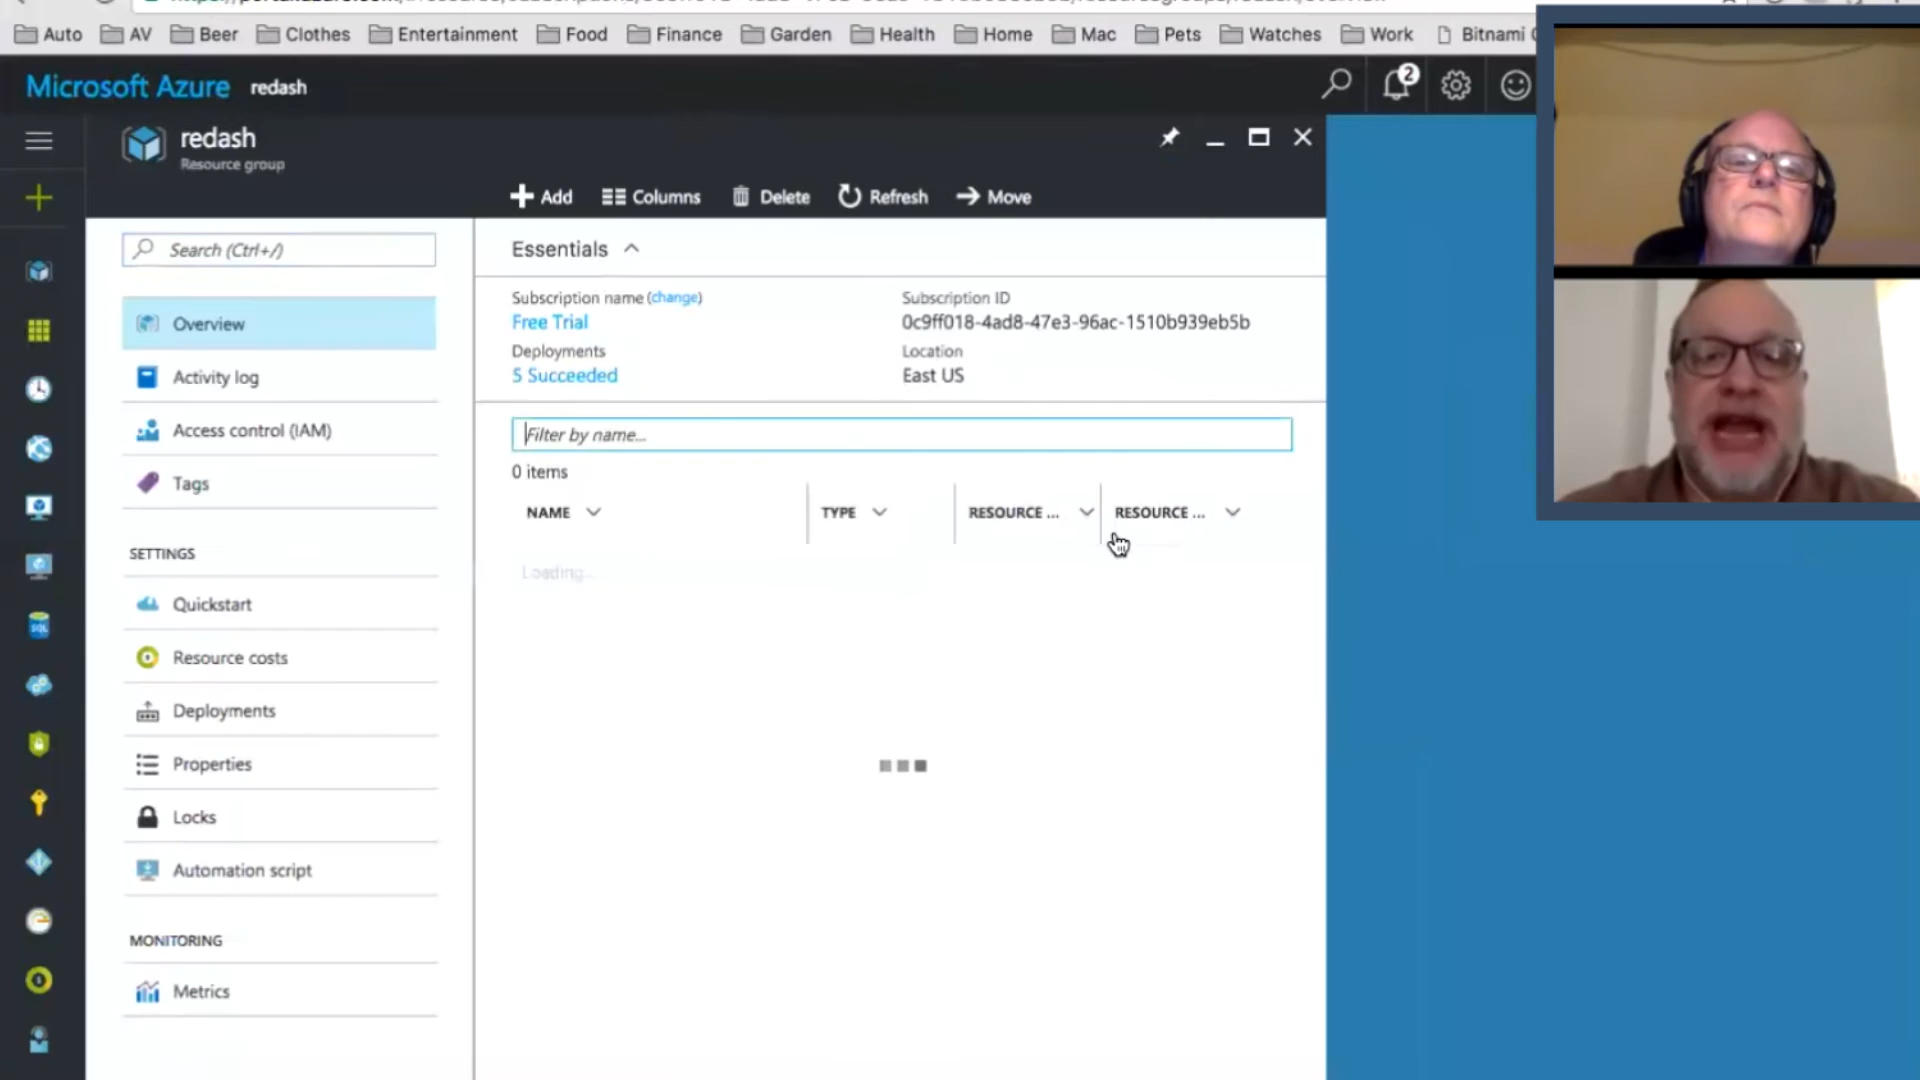 Auto AV Beer Clothes Entertainment Food Finance Garden Health Home Mac Pets Watches Work Bitnami
Microsoft Azure redash
2
redash
Resource group
Add Columns Delete Refresh Move
Search (Ctrl+/)
Overview
Activity log
Access control (IAM)
Tags
SETTINGS
Quickstart
Resource costs
Deployments
Properties
Locks
Automation script
MONITORING
Metrics
Essentials
Subscription name (change)
Free Trial
Subscription ID
0c9ff018-4ad8-47e3-96ac-1510b939eb5b
Deployments
5 Succeeded
Location
East US
Filter by name...
0 items
NAME TYPE RESOURCE ... RESOURCE ...
Loading...
SQL